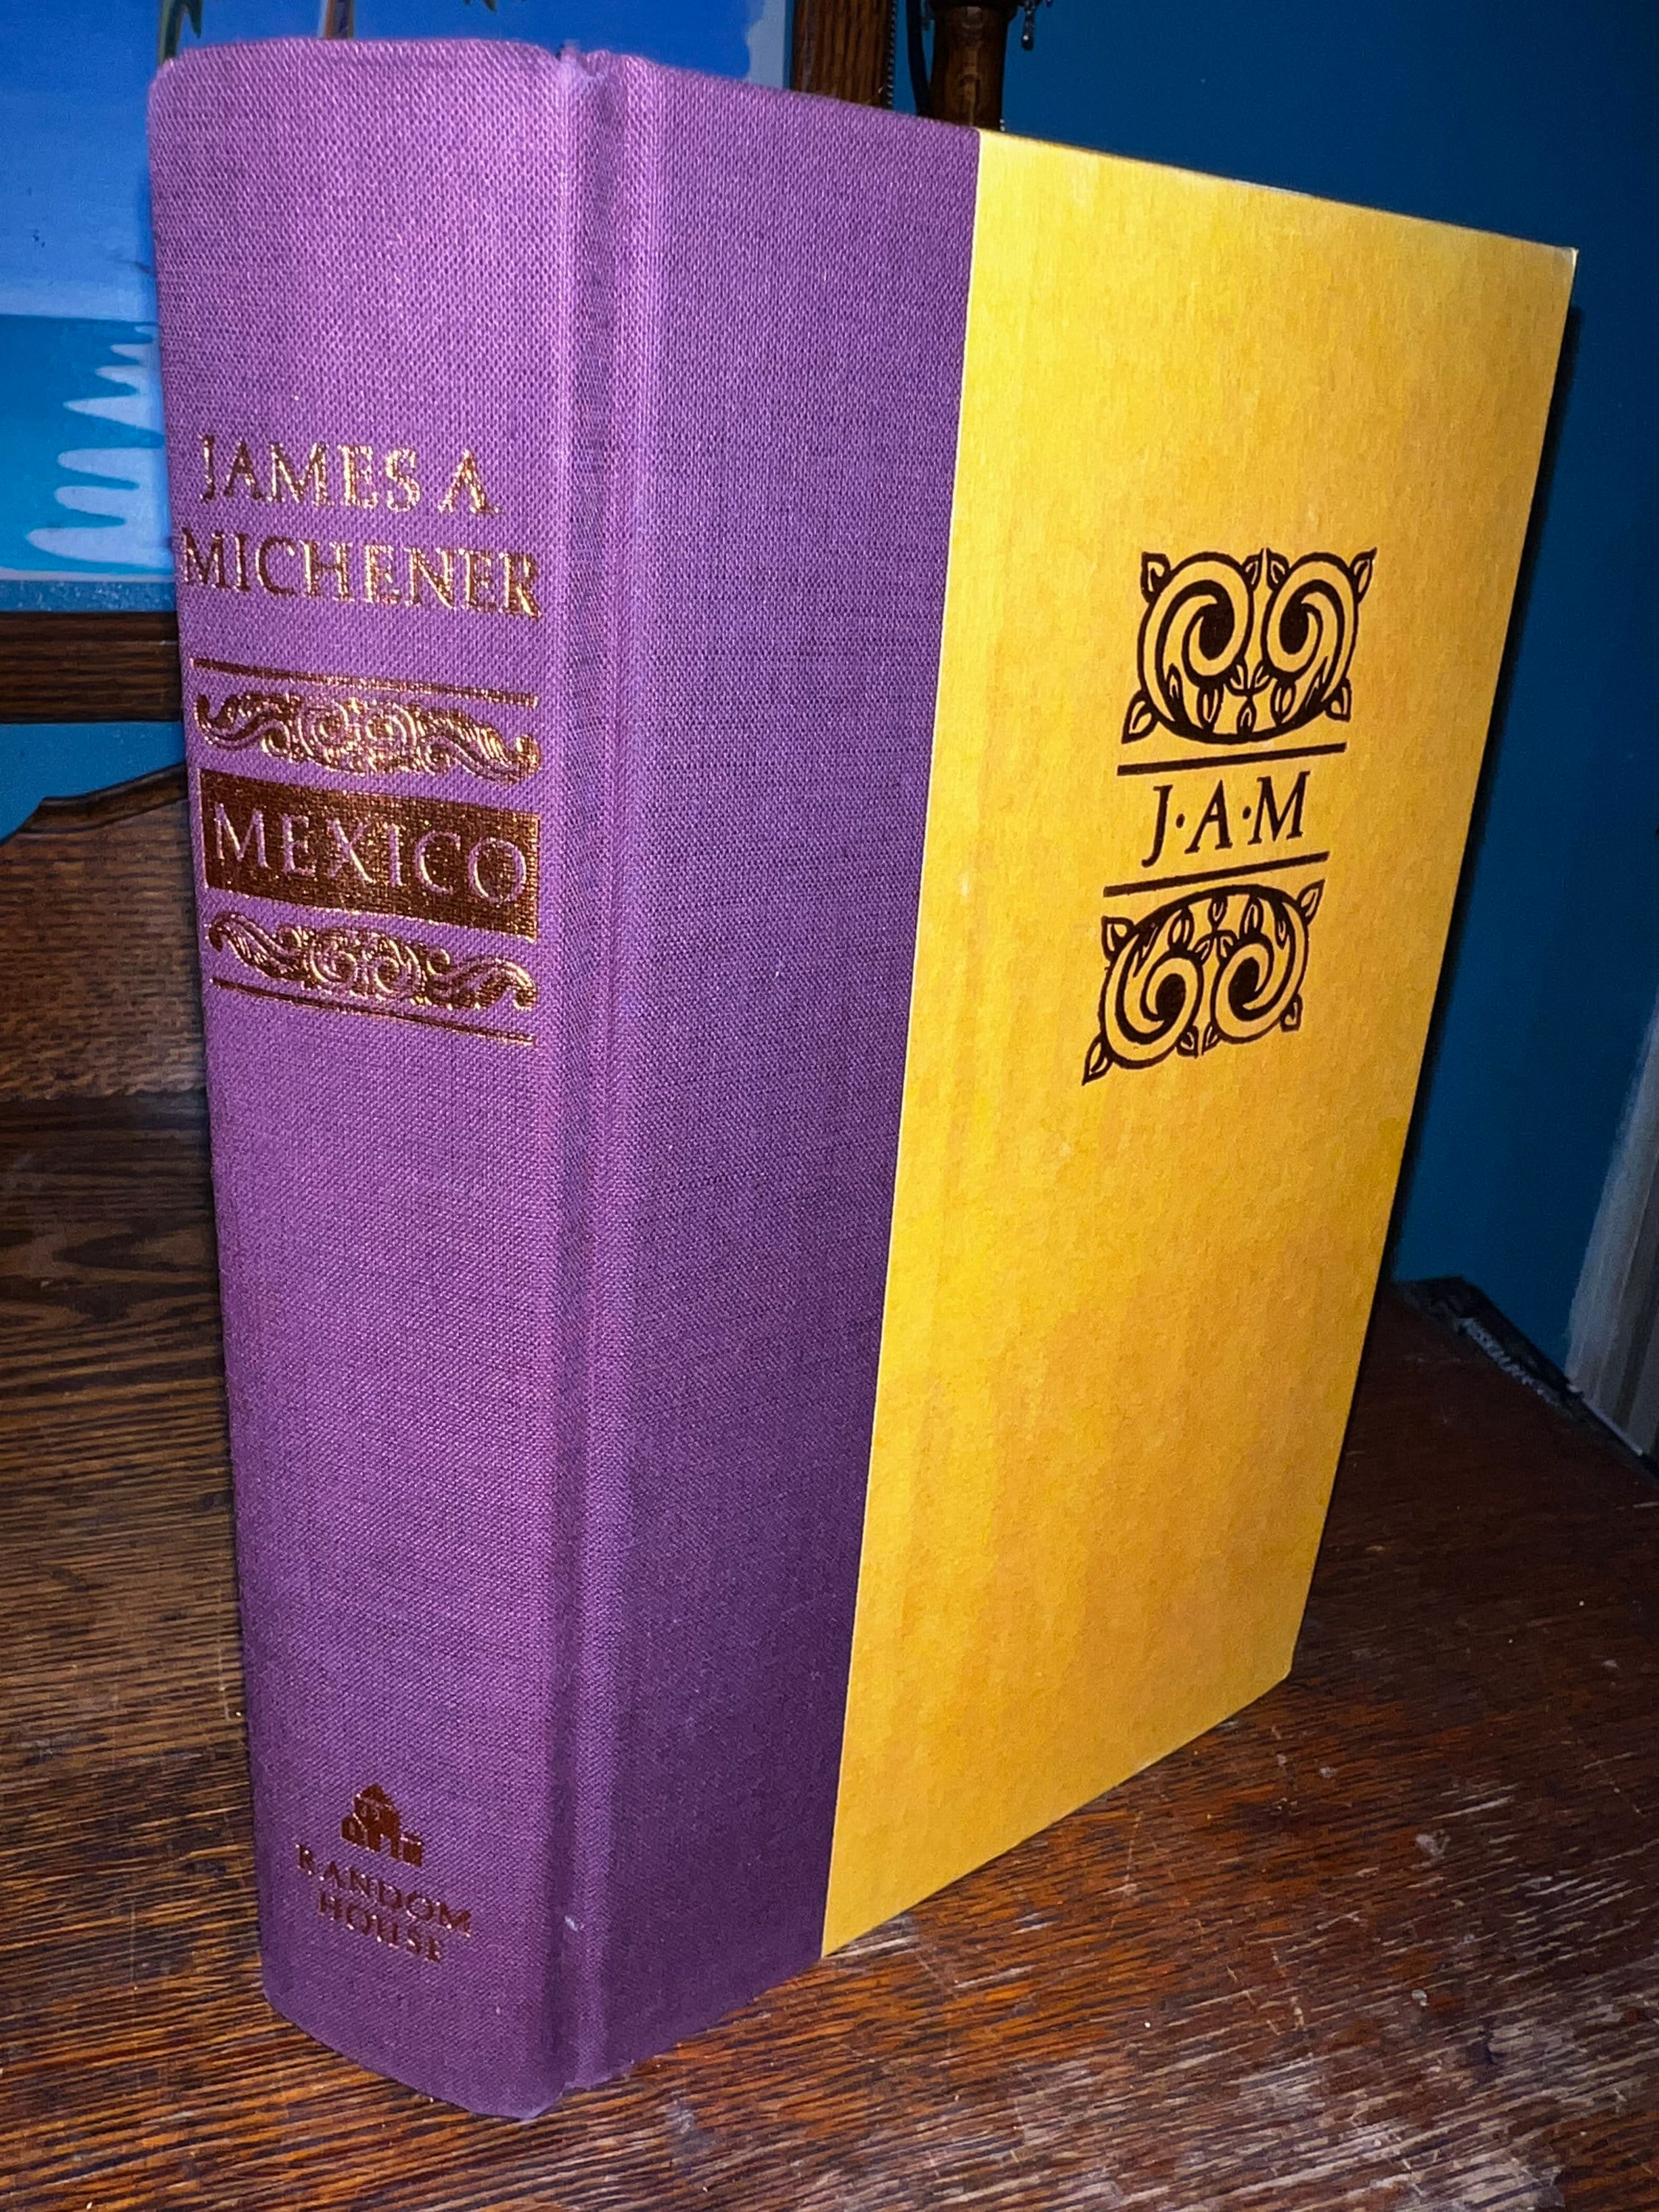 JAMES A.
MICHENER
MEXICO
RANDOM
HOUSE
J·A·M